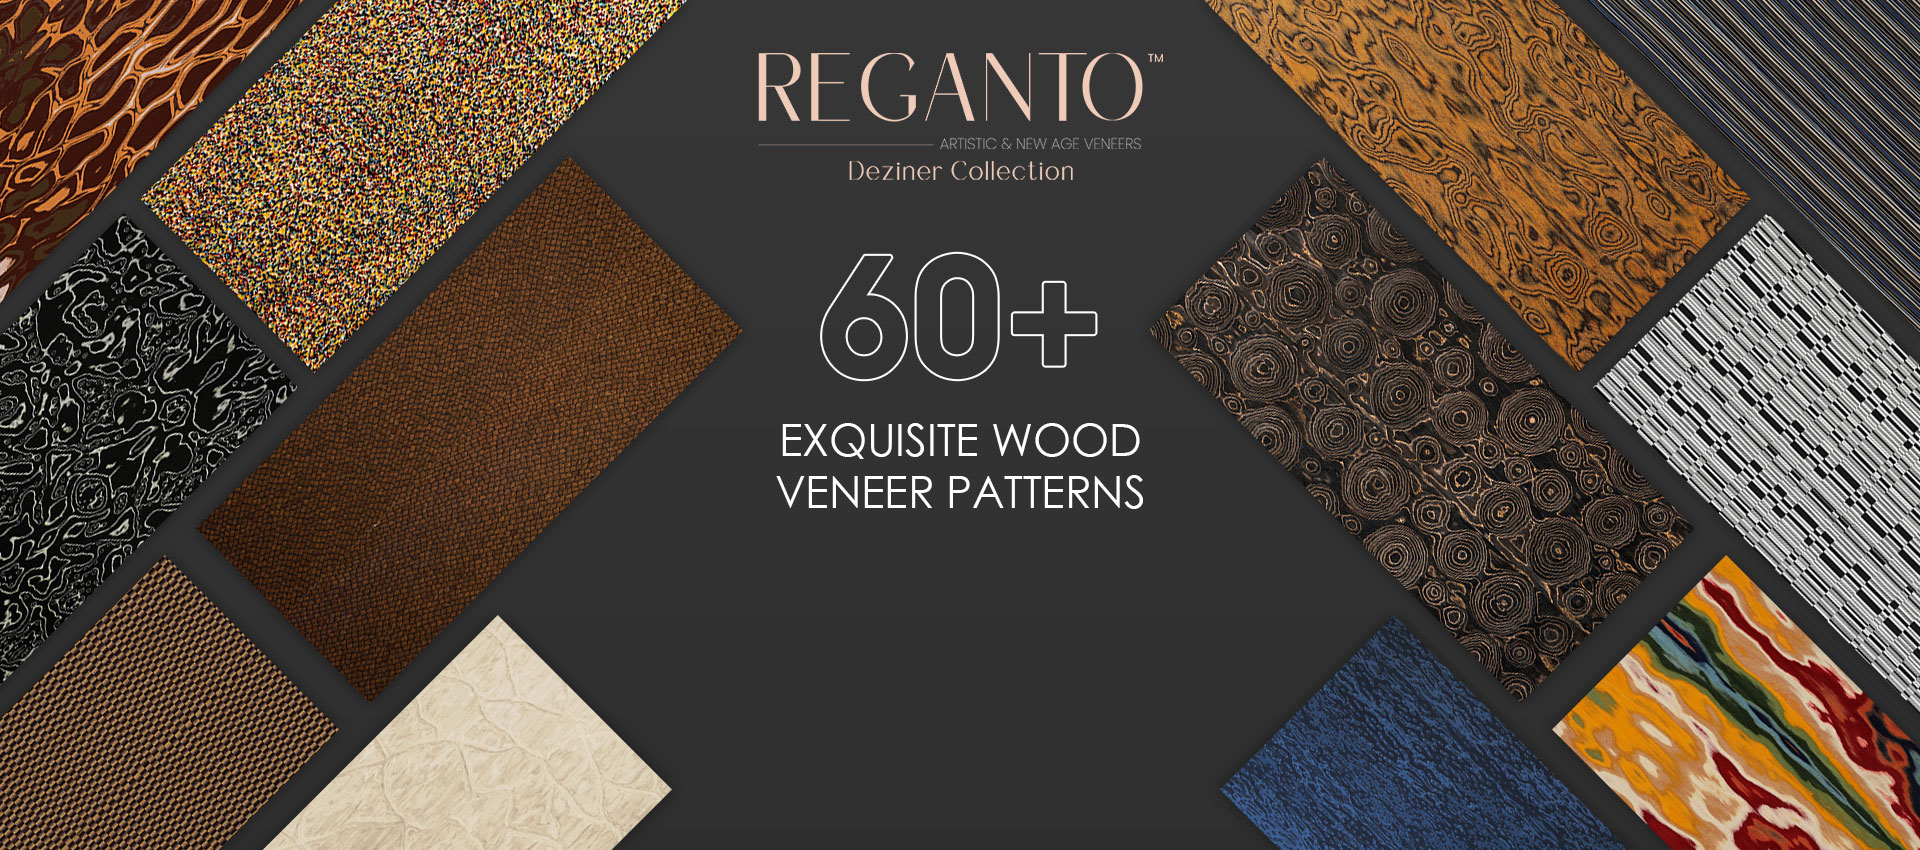 REGANTO™
ARTISTIC & NEW AGE VENEERS
Deziner Collection
60+
EXQUISITE WOOD
VENEER PATTERNS